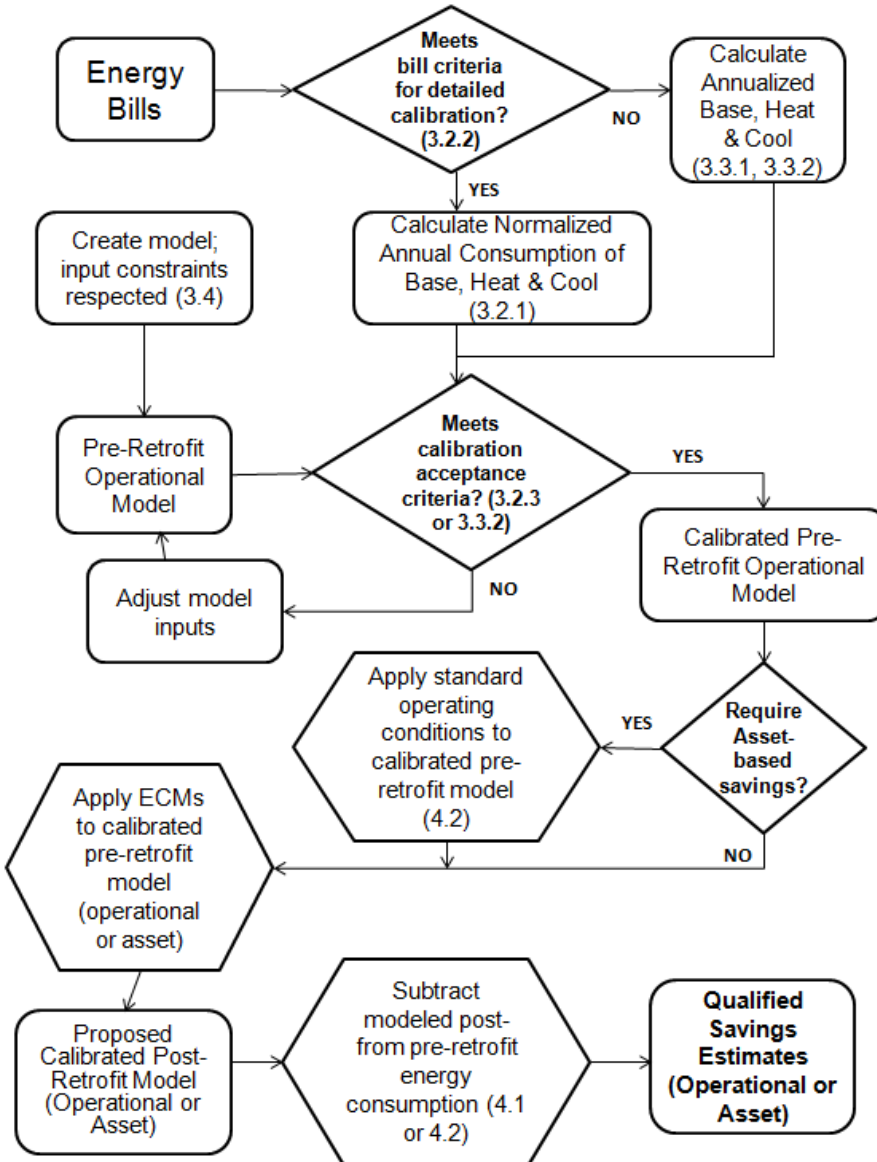 Energy
Bills
Meets
bill criteria
for detailed
calibration?
(3.2.2)
NO
Calculate
Annualized
Base, Heat
& Cool
(3.3.1, 3.3.2)
YES
Calculate Normalized
Annual Consumption of
Base, Heat & Cool
(3.2.1)
Create model;
input constraints
respected (3.4)
Pre-Retrofit
Operational
Model
Meets
calibration
acceptance
criteria? (3.2.3
or 3.3.2)
YES
NO
Adjust model
inputs
Calibrated Pre-
Retrofit Operational
Model
Require
Asset-
based
savings?
YES
NO
Apply standard
operating
conditions to
calibrated pre-
retrofit model
(4.2)
Apply ECMs
to calibrated
pre-retrofit
model
(operational
or asset)
Proposed
Calibrated Post-
Retrofit Model
(Operational or
Asset)
Subtract
modeled post-
from pre-retrofit
energy
consumption (4.1
or 4.2)
Qualified
Savings
Estimates
(Operational or
Asset)